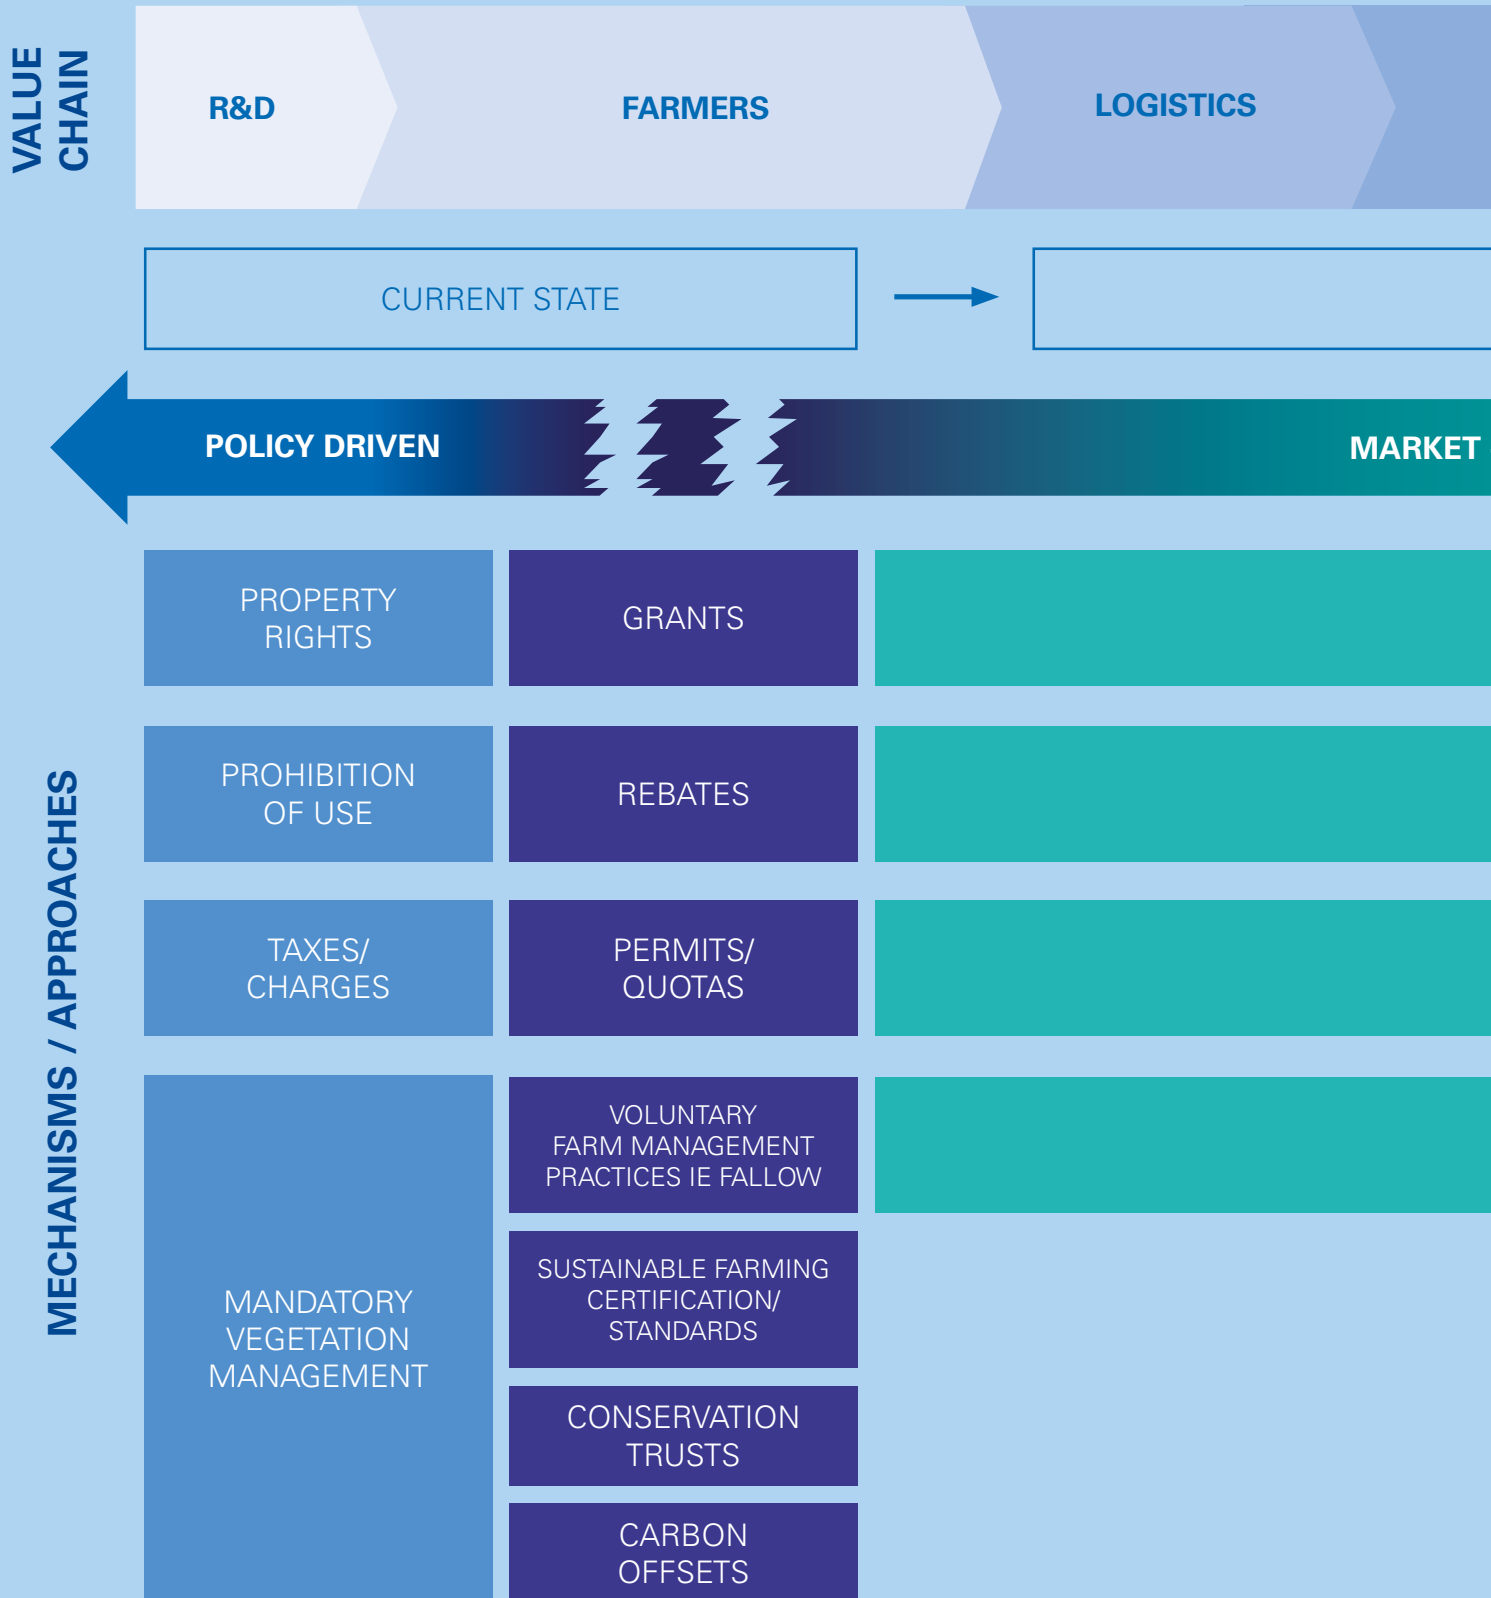 VALUE
CHAIN
R&D
FARMERS
LOGISTICS
CURRENT STATE
POLICY DRIVEN
MARKET
MECHANISMS / APPROACHES
PROPERTY
RIGHTS
GRANTS
PROHIBITION
OF USE
REBATES
TAXES/
CHARGES
PERMITS/
QUOTAS
MANDATORY
VEGETATION
MANAGEMENT
VOLUNTARY
FARM MANAGEMENT
PRACTICES IE FALLOW
SUSTAINABLE FARMING
CERTIFICATION/
STANDARDS
CONSERVATION
TRUSTS
CARBON
OFFSETS